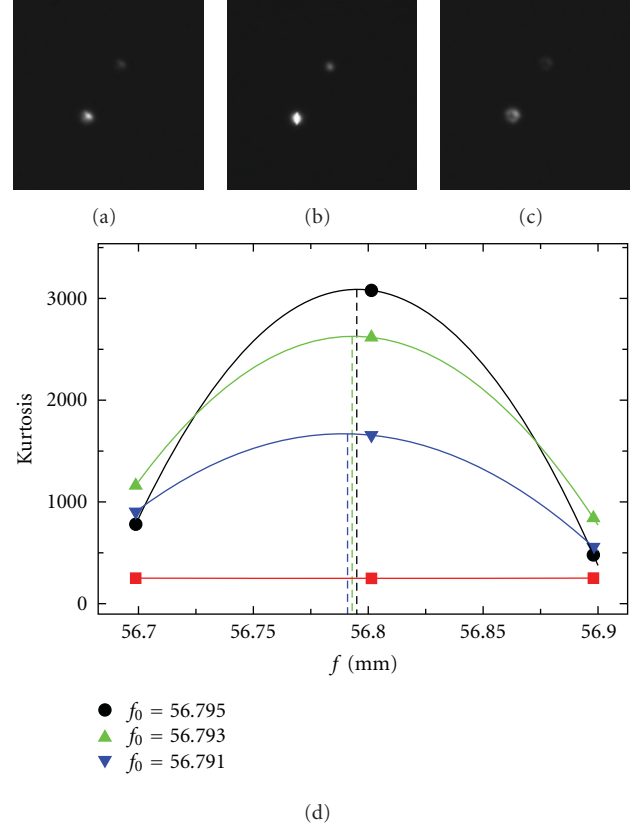 (a) (b) (c)
3000
2000
1000
0
Kurtosis
56.7 56.75 56.8 56.85 56.9
f (mm)
f₀ = 56.795
f₀ = 56.793
f₀ = 56.791
(d)